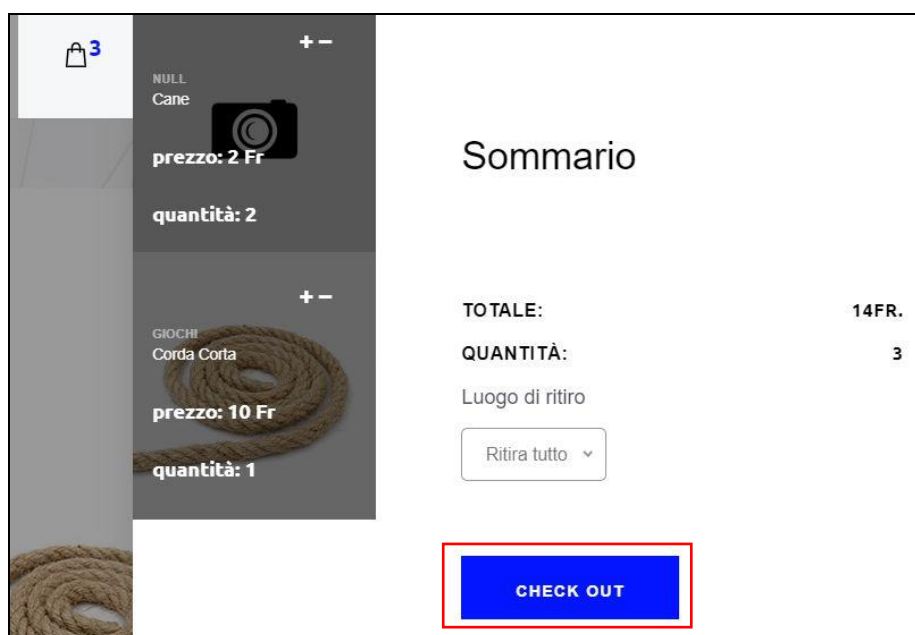 3
+ −
NULL
Cane
prezzo: 2 Fr
quantità: 2
+ −
GIOCHI
Corda Corta
prezzo: 10 Fr
quantità: 1
Sommario
TOTALE: 14FR.
QUANTITÀ: 3
Luogo di ritiro
Ritira tutto
CHECK OUT